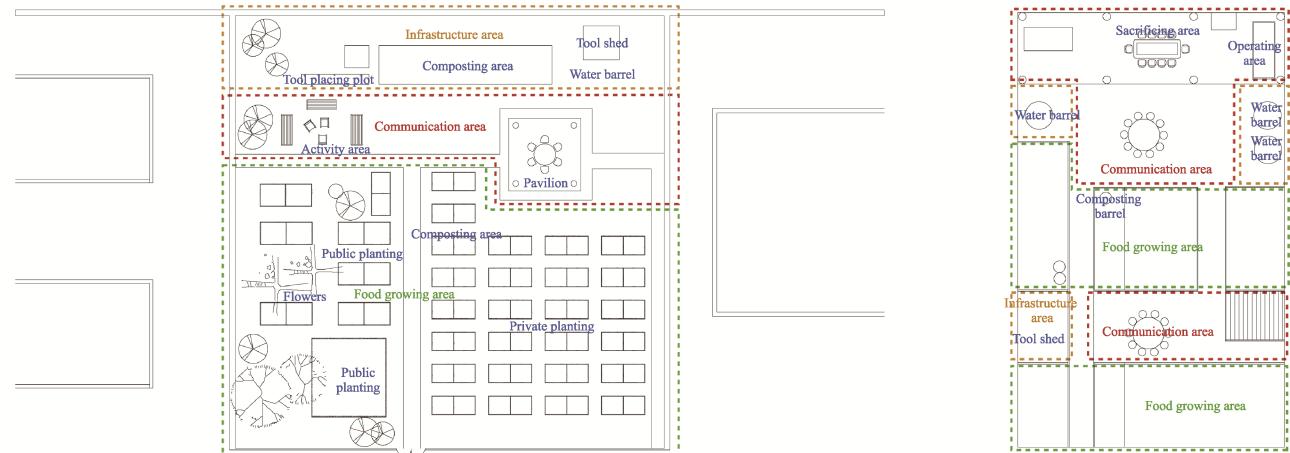 Infrastructure area
Tool shed
Composting area
Tool placing plot
Water barrel
Communication area
Activity area
Pavilion
Composting area
Public planting
Flowers
Food growing area
Private planting
Public
planting
Sacrificing area
Operating
area
Water barrel
Water
barrel
Water
barrel
Communication area
Composting
barrel
Food growing area
Infrastructure
area
Tool shed
Communication area
Food growing area